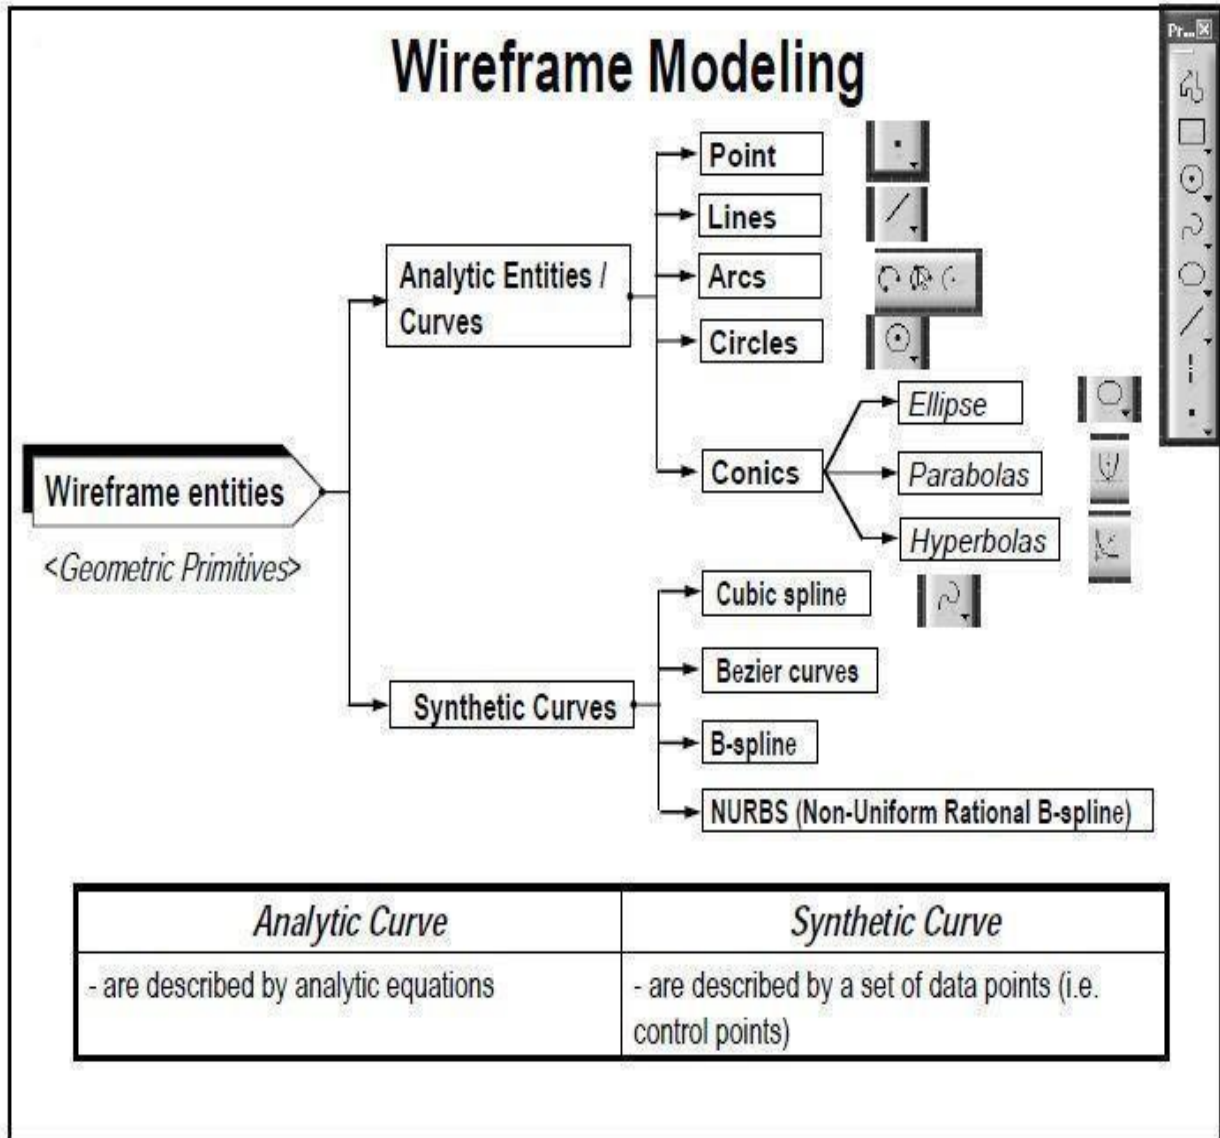 Wireframe Modeling
Pr...
Point
Lines
Analytic Entities /
Curves
Arcs
Circles
Ellipse
Conics
Parabolas
Hyperbolas
Wireframe entities
<Geometric Primitives>
Cubic spline
Bezier curves
Synthetic Curves
B-spline
NURBS (Non-Uniform Rational B-spline)
Analytic Curve
Synthetic Curve
- are described by analytic equations
- are described by a set of data points (i.e.
control points)